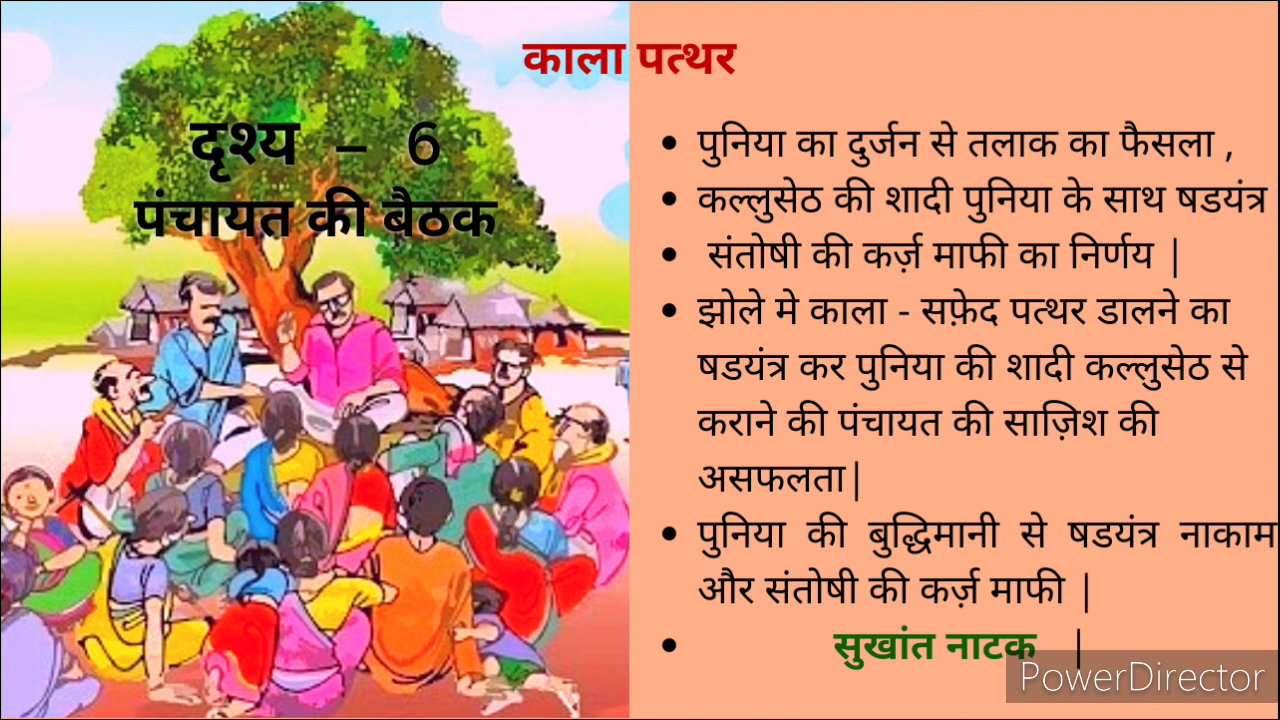 काला पत्थर
दृश्य – 6
पंचायत की बैठक
• पुनिया का दुर्जन से तलाक का फैसला ,
• कल्लुसेठ की शादी पुनिया के साथ षडयंत्र
• संतोषी की कर्ज़ माफी का निर्णय |
• झोले मे काला - सफ़ेद पत्थर डालने का
षडयंत्र कर पुनिया की शादी कल्लुसेठ से
कराने की पंचायत की साज़िश की
असफलता|
• पुनिया की बुद्धिमानी से षडयंत्र नाकाम
और संतोषी की कर्ज़ माफी |
• सुखांत नाटक |
PowerDirector